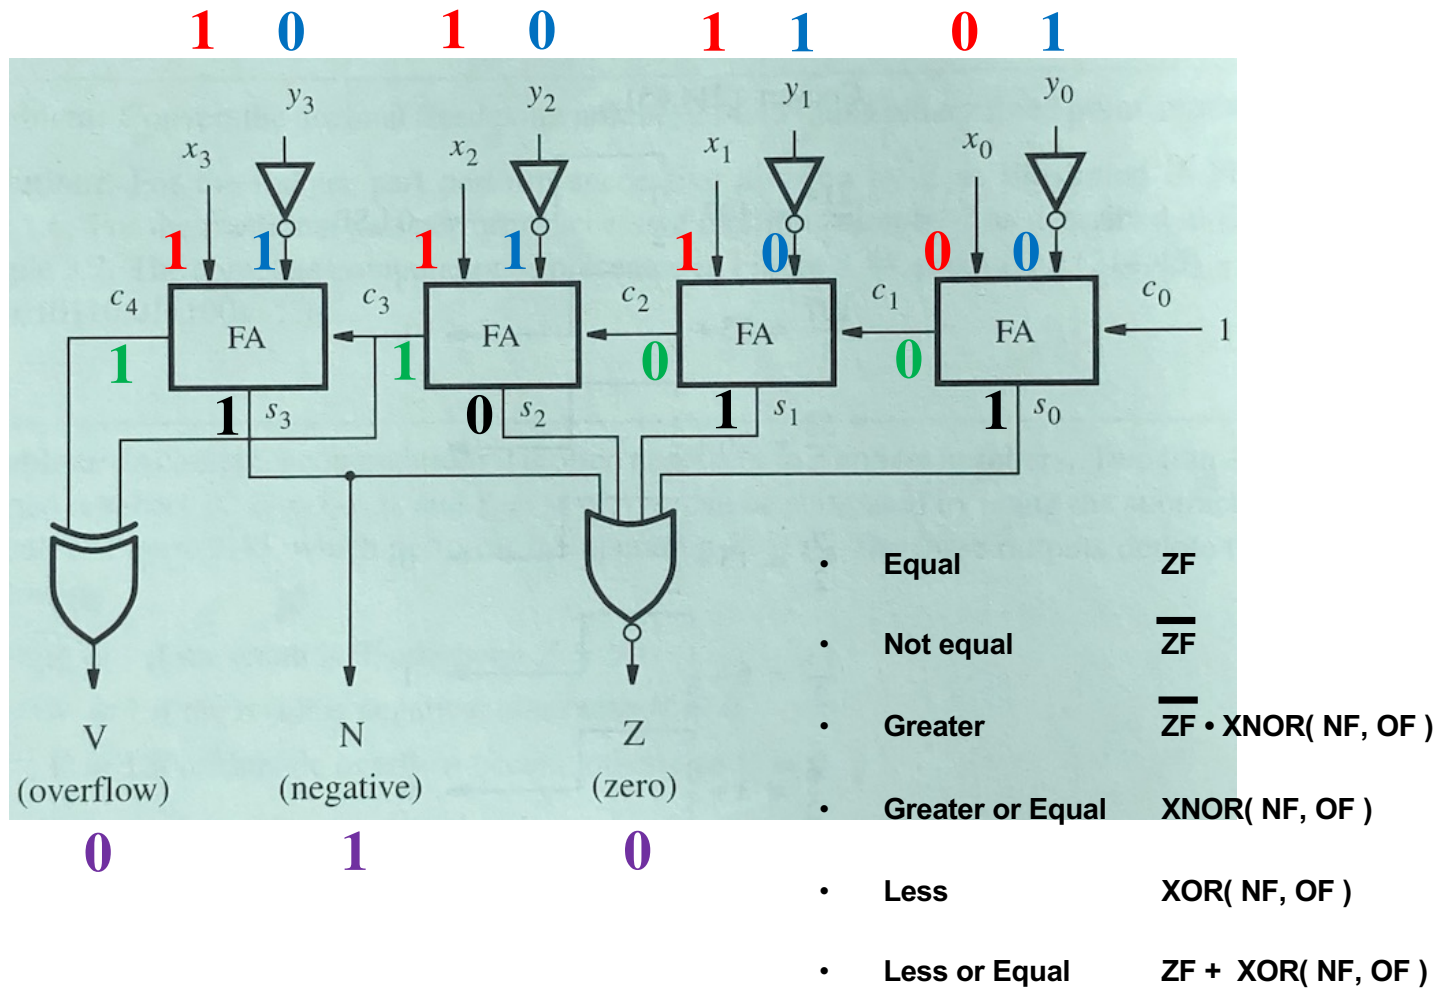 1 0 1 0 1 1 0 1
y3 y2 y1 y0
x3 x2 x1 x0
1 1 1 1 1 0 0 0
c4 c3 c2 c1 c0
FA FA FA FA 1
1 1 0 0
1 s3 0 s2 1 s1 1 s0
• Equal ZF
• Not equal Z̅F̅
V N Z
• Greater Z̅F̅ • XNOR( NF, OF )
(overflow) (negative) (zero)
• Greater or Equal XNOR( NF, OF )
0 1 0
• Less XOR( NF, OF )
• Less or Equal ZF + XOR( NF, OF )